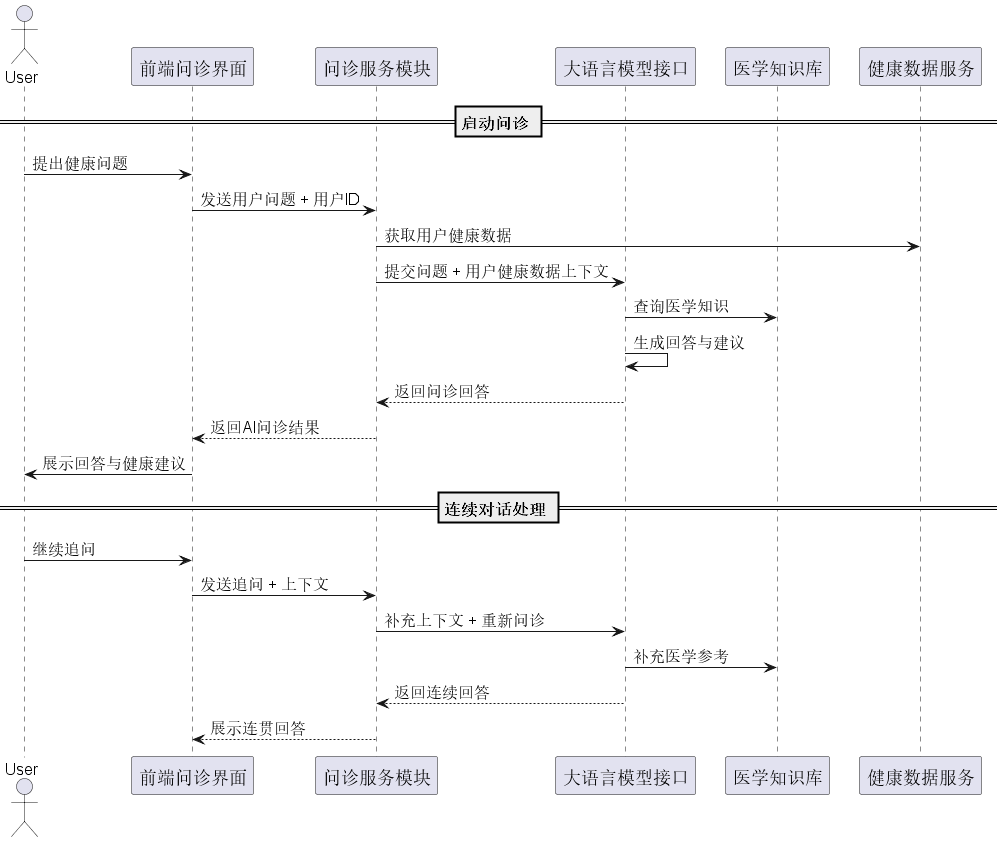 User
前端问诊界面
问诊服务模块
大语言模型接口
医学知识库
健康数据服务
启动问诊
提出健康问题
发送用户问题 + 用户ID
获取用户健康数据
提交问题 + 用户健康数据上下文
查询医学知识
生成回答与建议
返回问诊回答
返回AI问诊结果
展示回答与健康建议
连续对话处理
继续追问
发送追问 + 上下文
补充上下文 + 重新问诊
补充医学参考
返回连续回答
展示连贯回答
User
前端问诊界面
问诊服务模块
大语言模型接口
医学知识库
健康数据服务